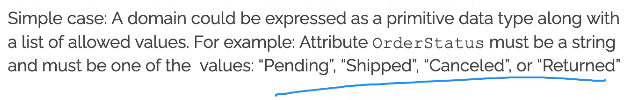 Simple case: A domain could be expressed as a primitive data type along with
a list of allowed values. For example: Attribute OrderStatus must be a string
and must be one of the  values: “Pending”, “Shipped”, “Canceled”, or “Returned”